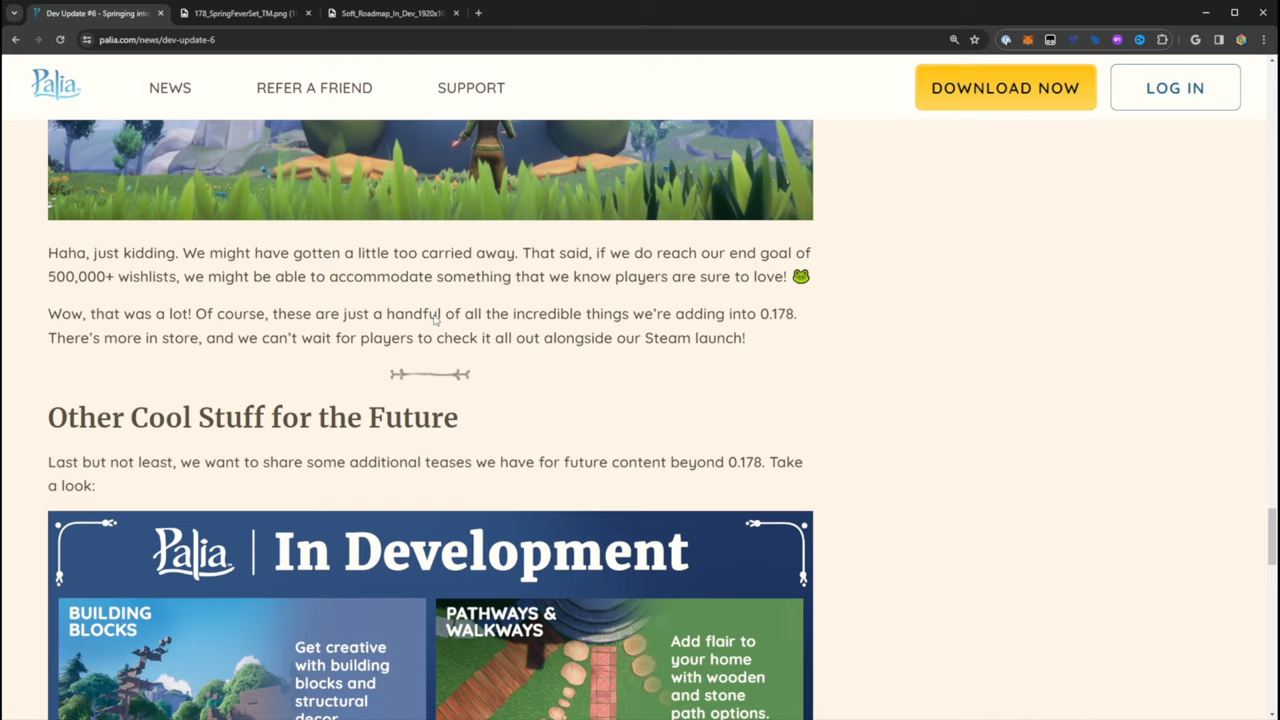 Dev Update #6 - Springing into
178_SpringFeverSet_TM.png (1
Soft_Roadmap_In_Dev_1920x10
palia.com/news/dev-update-6
Palia
NEWS
REFER A FRIEND
SUPPORT
DOWNLOAD NOW
LOG IN
Haha, just kidding. We might have gotten a little too carried away. That said, if we do reach our end goal of
500,000+ wishlists, we might be able to accommodate something that we know players are sure to love! 🐸
Wow, that was a lot! Of course, these are just a handful of all the incredible things we’re adding into 0.178.
There’s more in store, and we can’t wait for players to check it all out alongside our Steam launch!
Other Cool Stuff for the Future
Last but not least, we want to share some additional teases we have for future content beyond 0.178. Take
a look:
Palia | In Development
BUILDING
BLOCKS
Get creative
with building
blocks and
structural
decor
PATHWAYS &
WALKWAYS
Add flair to
your home
with wooden
and stone
path options.